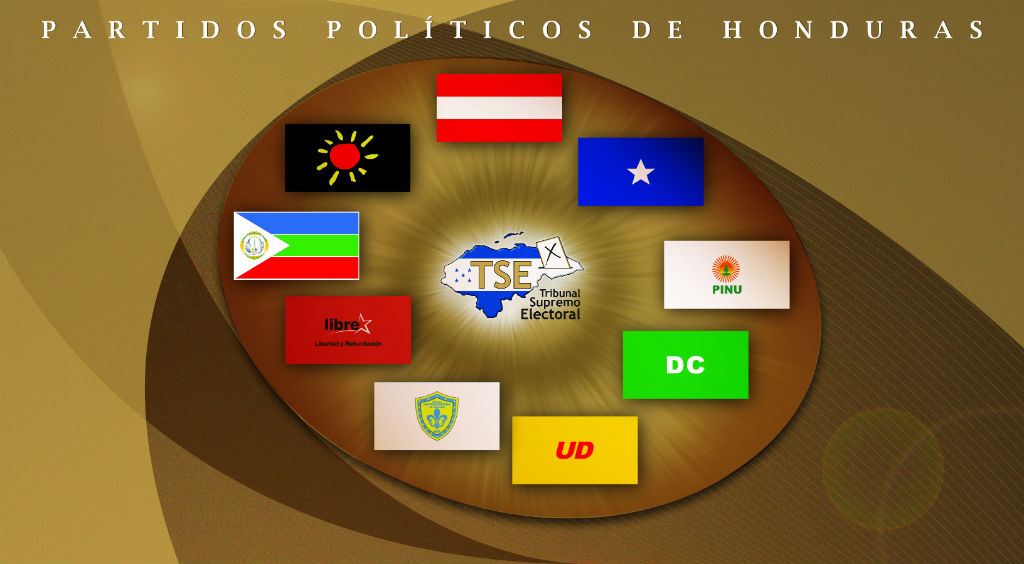 PARTIDOS POLÍTICOS DE HONDURAS
TSE
Tribunal
Supremo
Electoral
PINU
libre
Libertad y Refundación
DC
UD